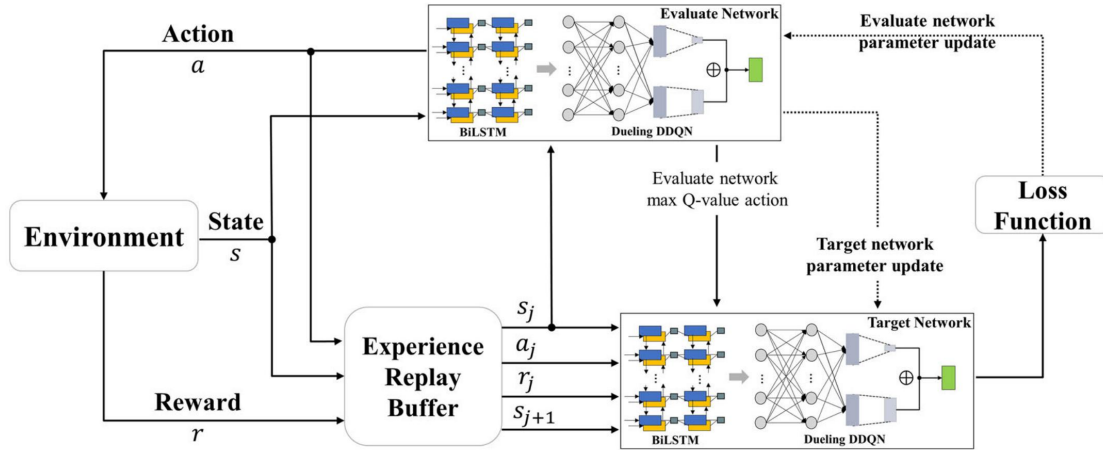 Evaluate Network
BiLSTM
Dueling DDQN
Action
a
Evaluate network
parameter update
Evaluate network
max Q-value action
Loss
Function
Environment
State
s
Target network
parameter update
Experience
Replay
Buffer
s_j
a_j
r_j
s_{j+1}
Target Network
BiLSTM
Dueling DDQN
Reward
r